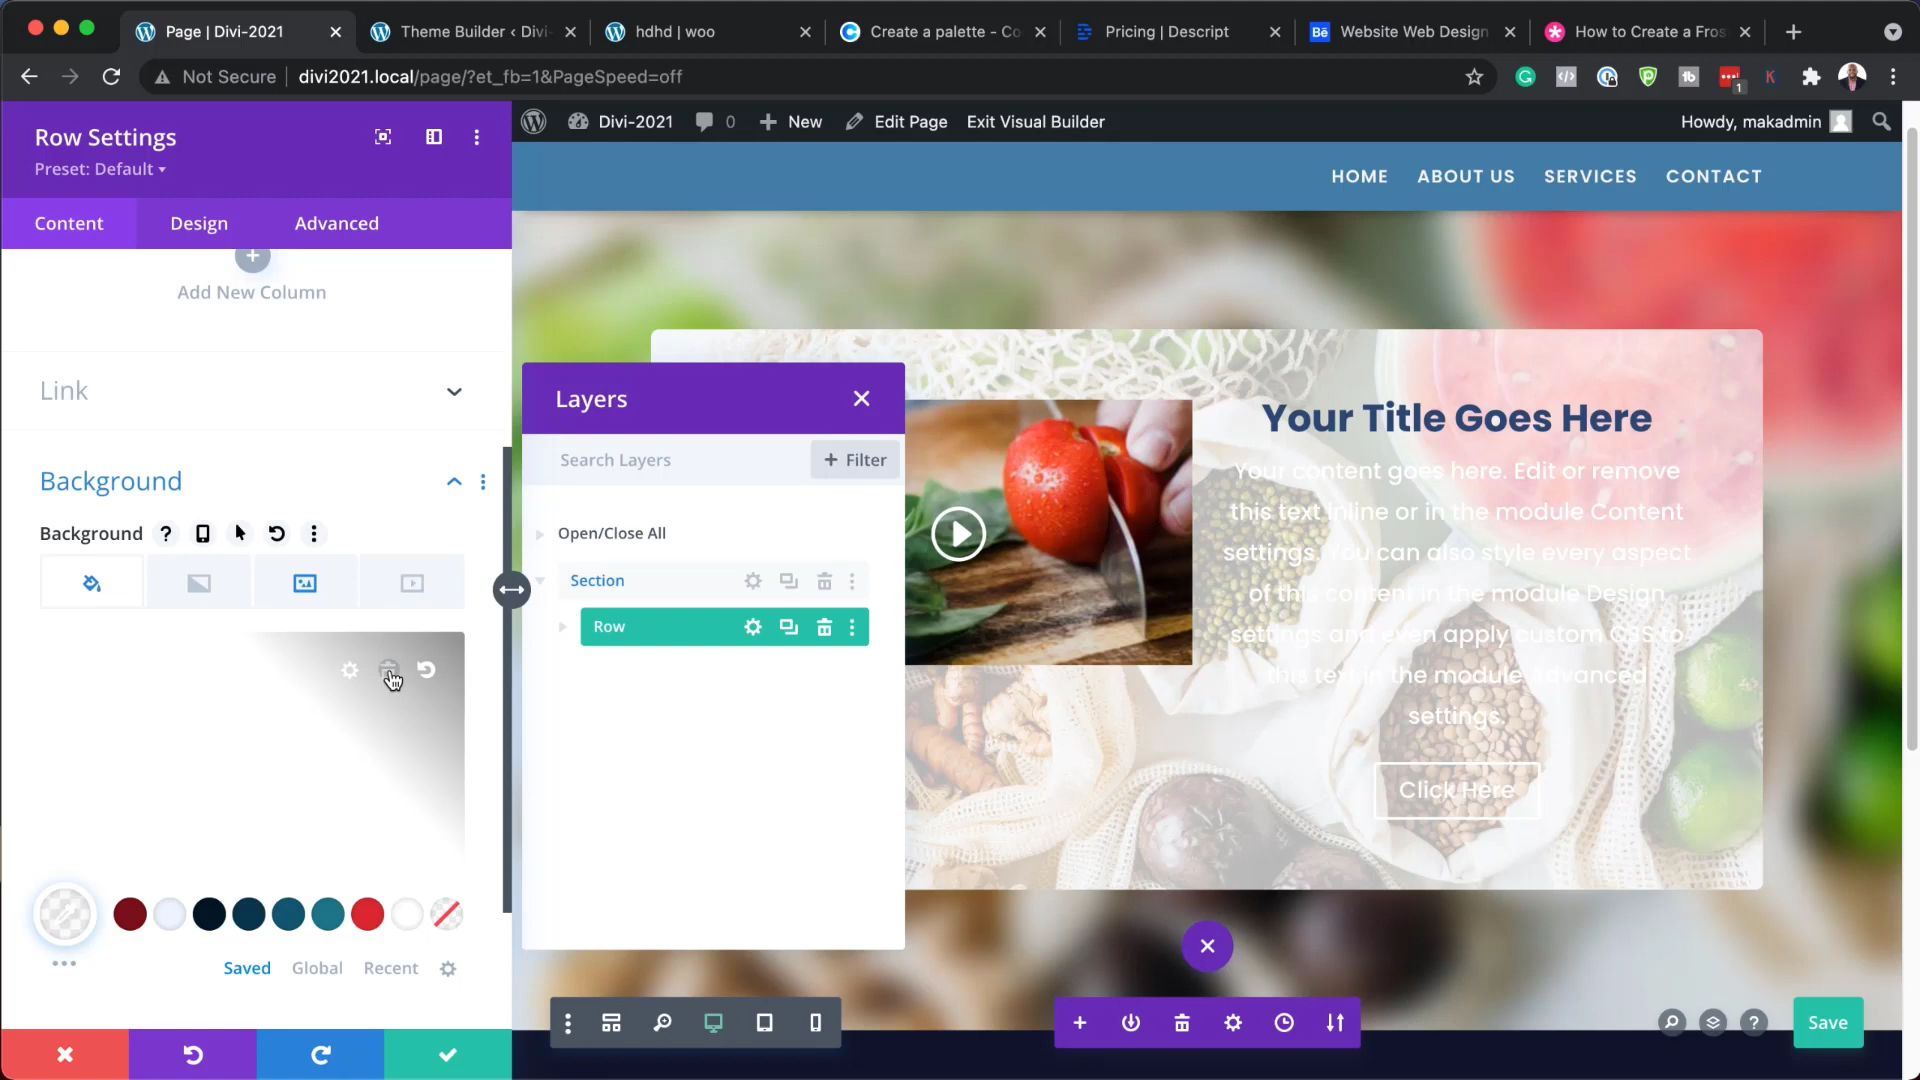 Page | Divi-2021
Theme Builder ‹ Divi-
hdhd | woo
Create a palette - Co
Pricing | Descript
Website Web Design
How to Create a Fros
Not Secure
divi2021.local/page/?et_fb=1&PageSpeed=off
1
Row Settings
Preset: Default
Content
Design
Advanced
Add New Column
Link
Background
Background
Saved
Global
Recent
Divi-2021
0
New
Edit Page
Exit Visual Builder
Howdy, makadmin
HOME
ABOUT US
SERVICES
CONTACT
Layers
Search Layers
+ Filter
Open/Close All
Section
Row
Your Title Goes Here
Your content goes here. Edit or remove
this text inline or in the module Content
settings. You can also style every aspect
of this content in the module Design
settings and even apply custom CSS to
this text in the module Advanced
settings.
Click Here
Save